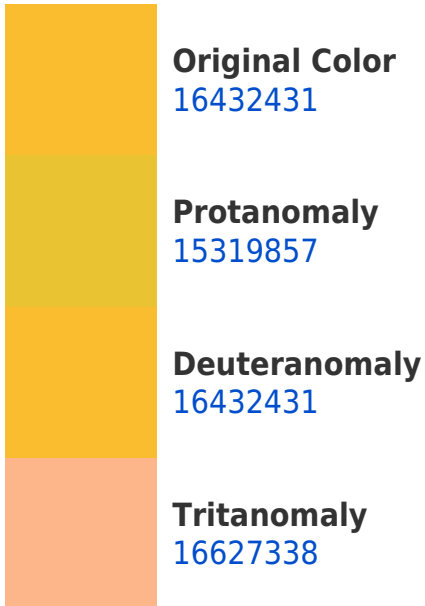 Original Color
16432431
Protanomaly
15319857
Deuteranomaly
16432431
Tritanomaly
16627338